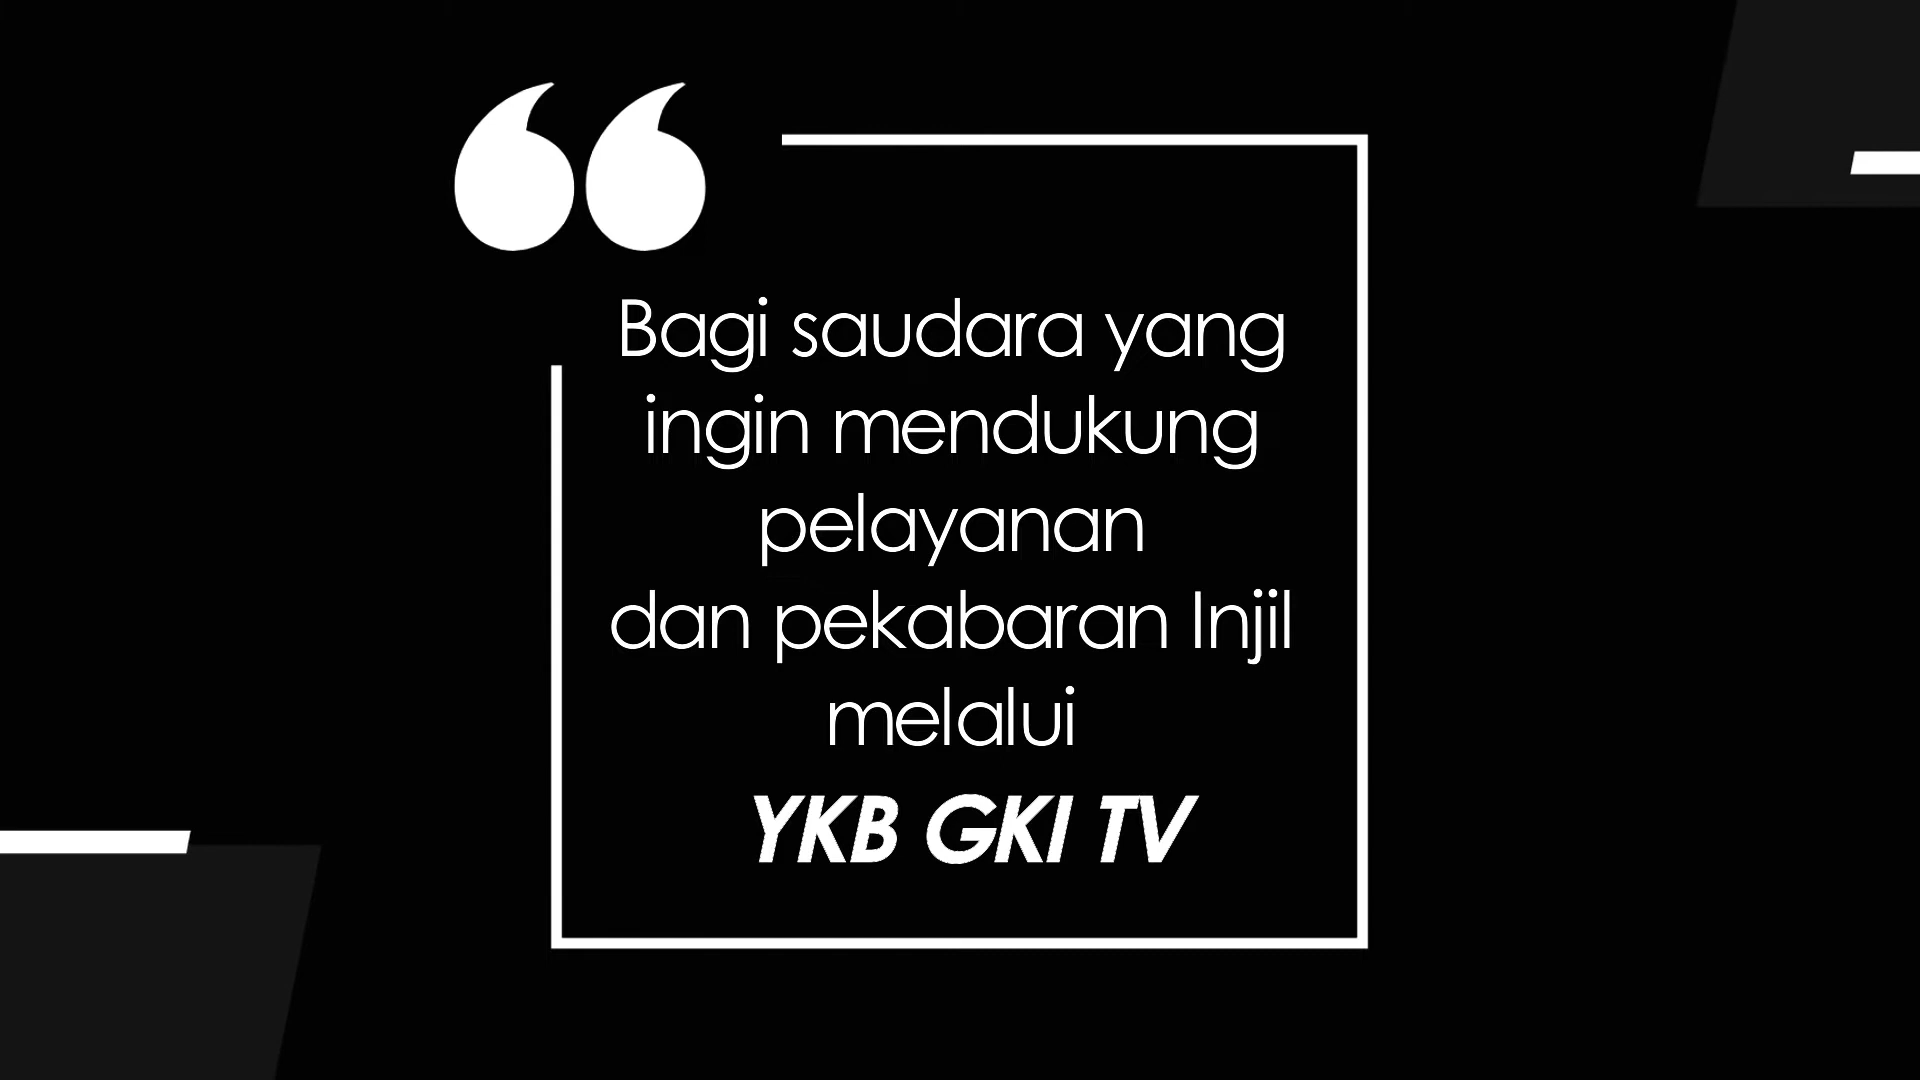 Bagi saudara yang
ingin mendukung
pelayanan
dan pekabaran Injil
melalui
YKB GKI TV